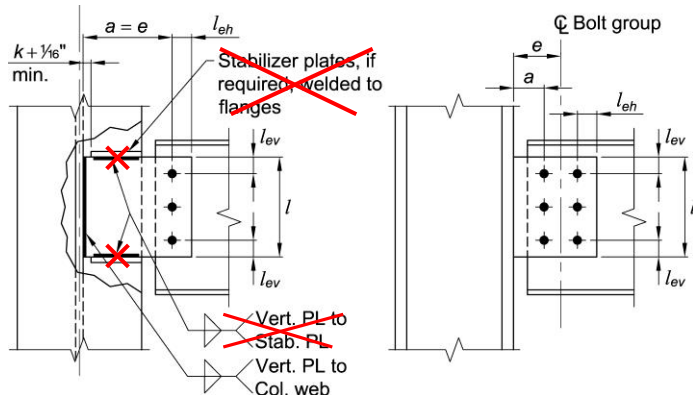 a = e
l_eh
k + 1/16"
min.
Stabilizer plates, if
required, welded to
flanges
l_ev
l
l_ev
Vert. PL to
Stab. PL
Vert. PL to
Col. web
℄ Bolt group
e
a
l_eh
l_ev
l
l_ev